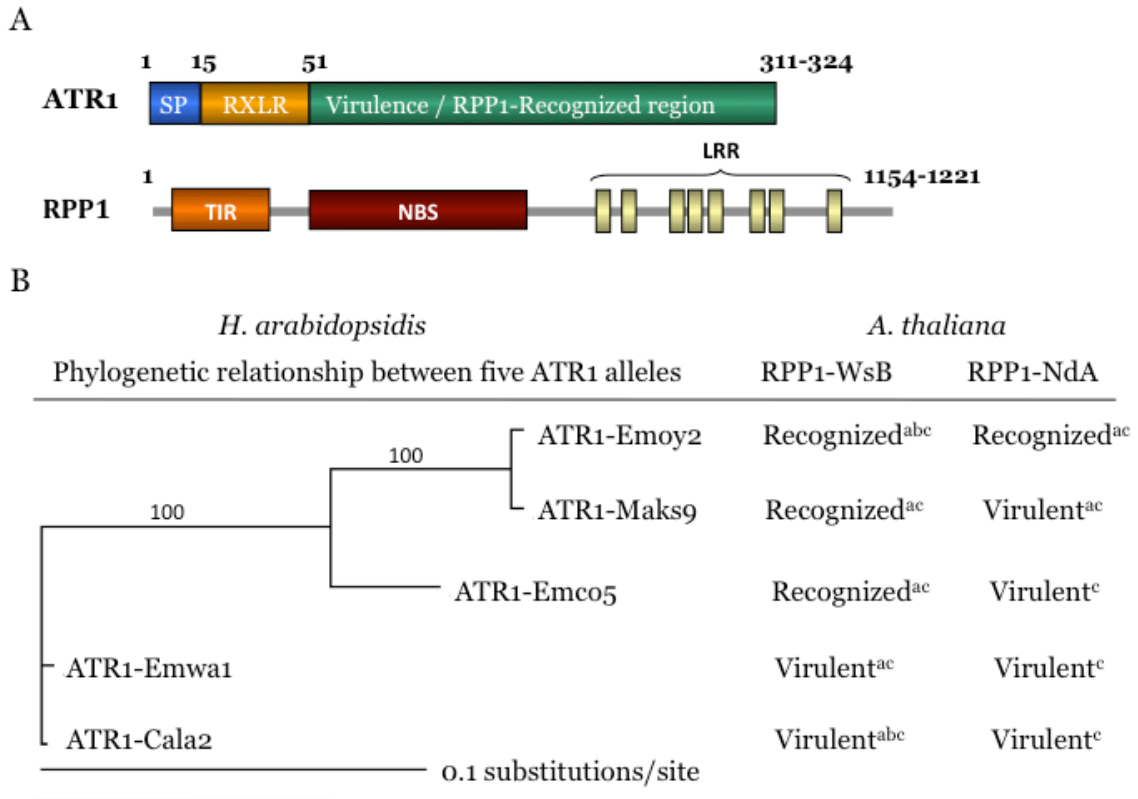 A
1 15 51 311-324
ATR1 SP RXLR Virulence / RPP1-Recognized region
LRR
1 1154-1221
RPP1 TIR NBS
B
H. arabidopsidis A. thaliana
Phylogenetic relationship between five ATR1 alleles RPP1-WsB RPP1-NdA
ATR1-Emoy2 Recognizedabc Recognizedac
100
ATR1-Maks9 Recognizedac Virulentac
100
ATR1-Emco5 Recognizedac Virulentc
ATR1-Emwa1 Virulentac Virulentc
ATR1-Cala2 Virulentabc Virulentc
0.1 substitutions/site